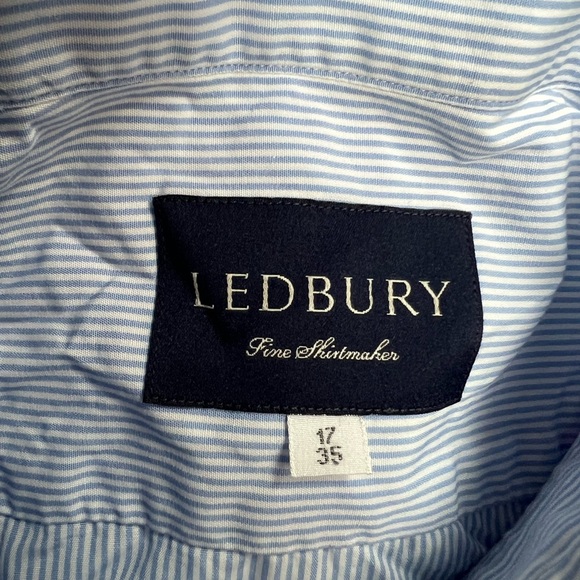 LEDBURY
Fine Shirtmaker
17
35